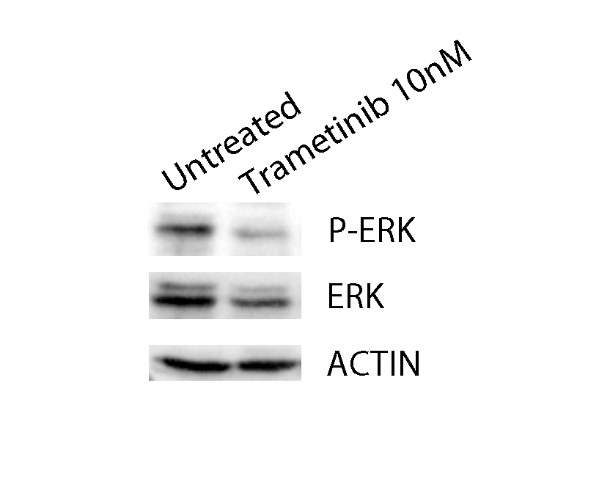 Untreated
Trametinib 10nM
P-ERK
ERK
ACTIN